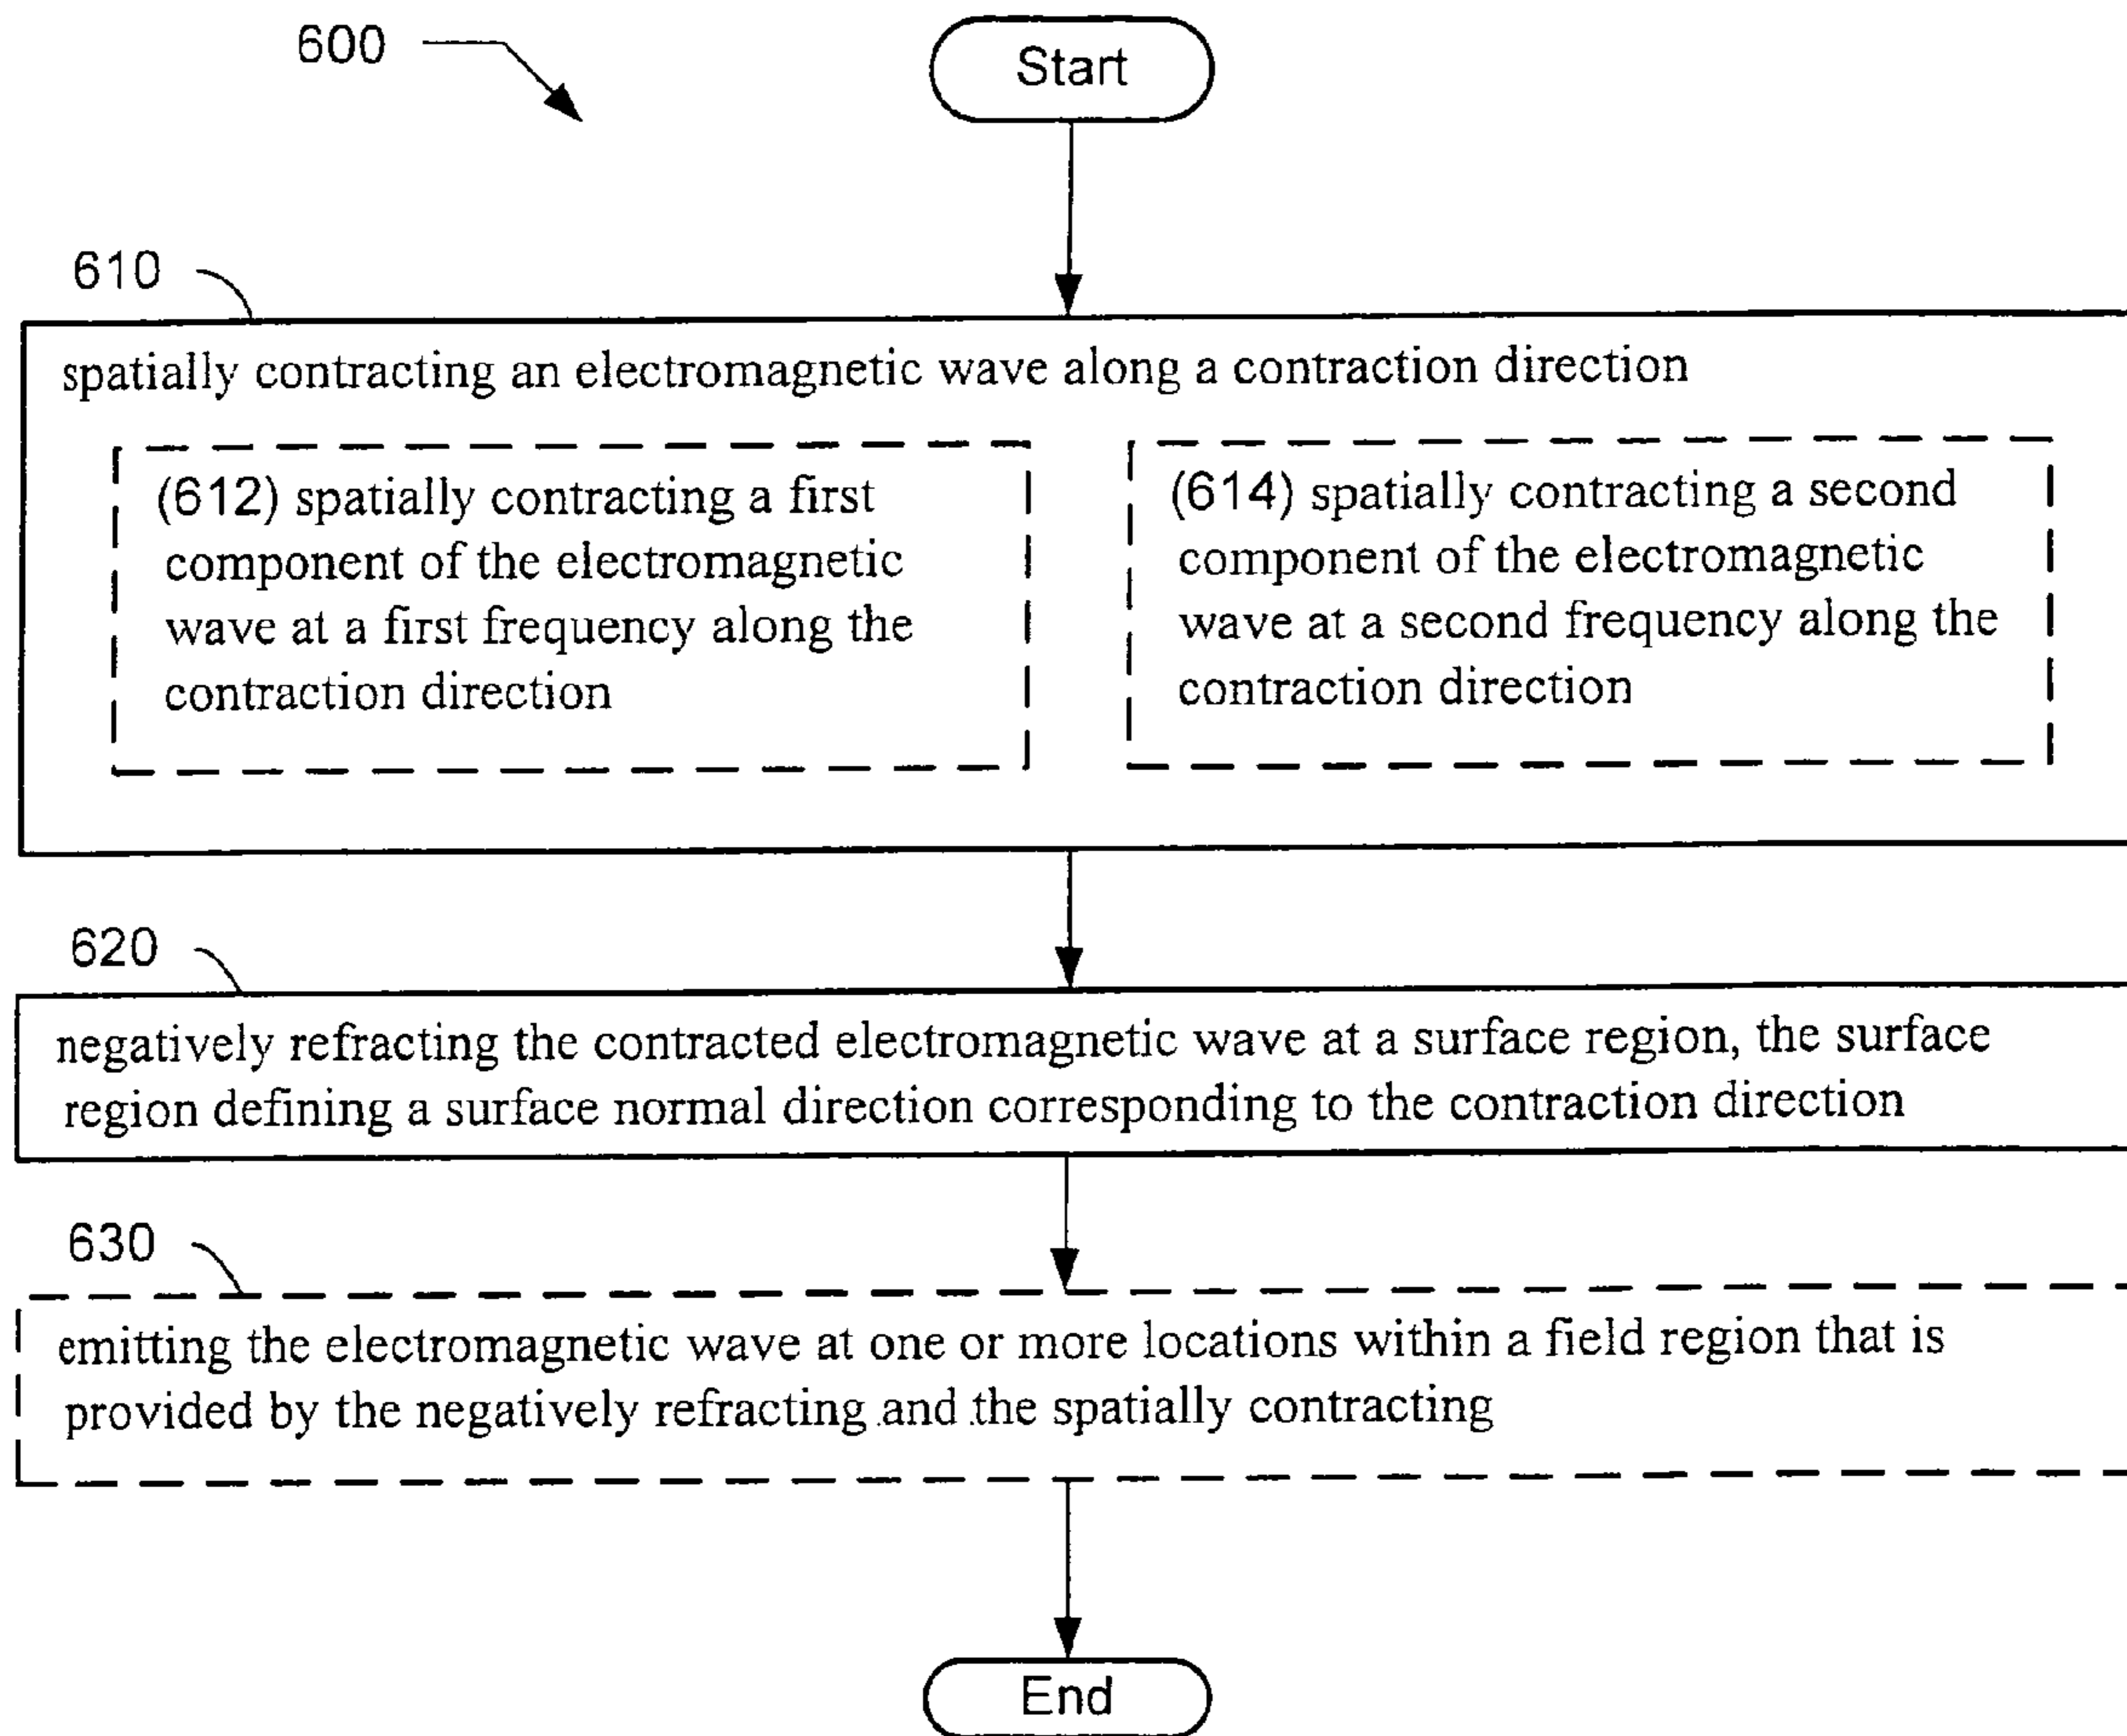 600
Start
610
spatially contracting an electromagnetic wave along a contraction direction
(612) spatially contracting a first
component of the electromagnetic
wave at a first frequency along the
contraction direction
(614) spatially contracting a second
component of the electromagnetic
wave at a second frequency along the
contraction direction
620
negatively refracting the contracted electromagnetic wave at a surface region, the surface
region defining a surface normal direction corresponding to the contraction direction
630
emitting the electromagnetic wave at one or more locations within a field region that is
provided by the negatively refracting and the spatially contracting
End